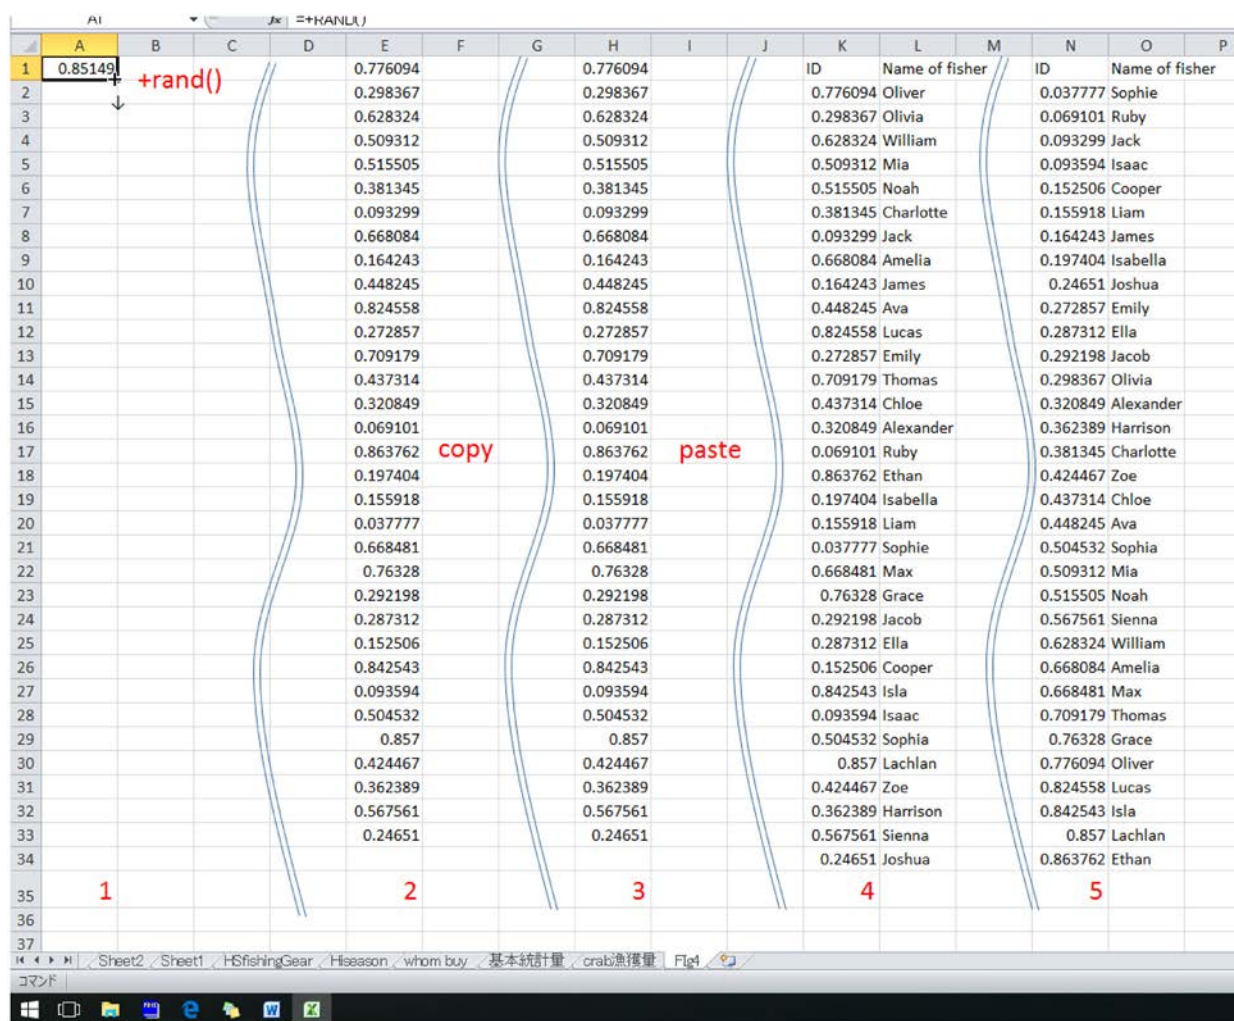 A1 fx =+RAND()
A B C D E F G H I J K L M N O P
1 0.85149 +rand() 0.776094 0.776094 ID Name of fisher ID Name of fisher
2 0.298367 0.298367 0.776094 Oliver 0.037777 Sophie
3 0.628324 0.628324 0.298367 Olivia 0.069101 Ruby
4 0.509312 0.509312 0.628324 William 0.093299 Jack
5 0.515505 0.515505 0.509312 Mia 0.093594 Isaac
6 0.381345 0.381345 0.515505 Noah 0.152506 Cooper
7 0.093299 0.093299 0.381345 Charlotte 0.155918 Liam
8 0.668084 0.668084 0.093299 Jack 0.164243 James
9 0.164243 0.164243 0.668084 Amelia 0.197404 Isabella
10 0.448245 0.448245 0.164243 James 0.24651 Joshua
11 0.824558 0.824558 0.448245 Ava 0.272857 Emily
12 0.272857 0.272857 0.824558 Lucas 0.287312 Ella
13 0.709179 0.709179 0.272857 Emily 0.292198 Jacob
14 0.437314 0.437314 0.709179 Thomas 0.298367 Olivia
15 0.320849 0.320849 0.437314 Chloe 0.320849 Alexander
16 0.069101 0.069101 0.320849 Alexander 0.362389 Harrison
17 0.863762 copy 0.863762 paste 0.069101 Ruby 0.381345 Charlotte
18 0.197404 0.197404 0.863762 Ethan 0.424467 Zoe
19 0.155918 0.155918 0.197404 Isabella 0.437314 Chloe
20 0.037777 0.037777 0.155918 Liam 0.448245 Ava
21 0.668481 0.668481 0.037777 Sophie 0.504532 Sophia
22 0.76328 0.76328 0.668481 Max 0.509312 Mia
23 0.292198 0.292198 0.76328 Grace 0.515505 Noah
24 0.287312 0.287312 0.292198 Jacob 0.567561 Sienna
25 0.152506 0.152506 0.287312 Ella 0.628324 William
26 0.842543 0.842543 0.152506 Cooper 0.668084 Amelia
27 0.093594 0.093594 0.842543 Isla 0.668481 Max
28 0.504532 0.504532 0.093594 Isaac 0.709179 Thomas
29 0.857 0.857 0.504532 Sophia 0.76328 Grace
30 0.424467 0.424467 0.857 Lachlan 0.776094 Oliver
31 0.362389 0.362389 0.424467 Zoe 0.824558 Lucas
32 0.567561 0.567561 0.362389 Harrison 0.842543 Isla
33 0.24651 0.24651 0.567561 Sienna 0.857 Lachlan
34 0.24651 Joshua 0.863762 Ethan
35 1 2 3 4 5
36
37
Sheet2 Sheet1 HSfishingGear Hiseason whom buy 基本統計量 crab漁獲量 FIg4
コマンド